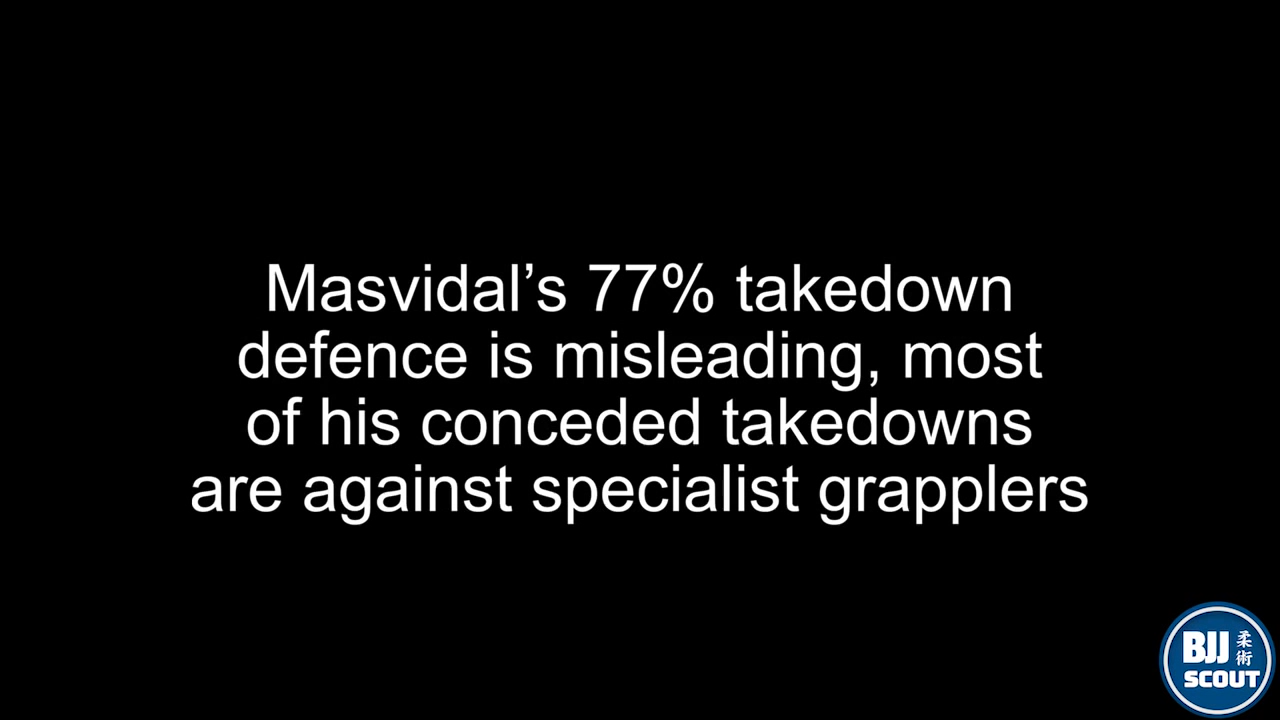 Masvidal’s 77% takedown
defence is misleading, most
of his conceded takedowns
are against specialist grapplers
BJJ 柔術
SCOUT